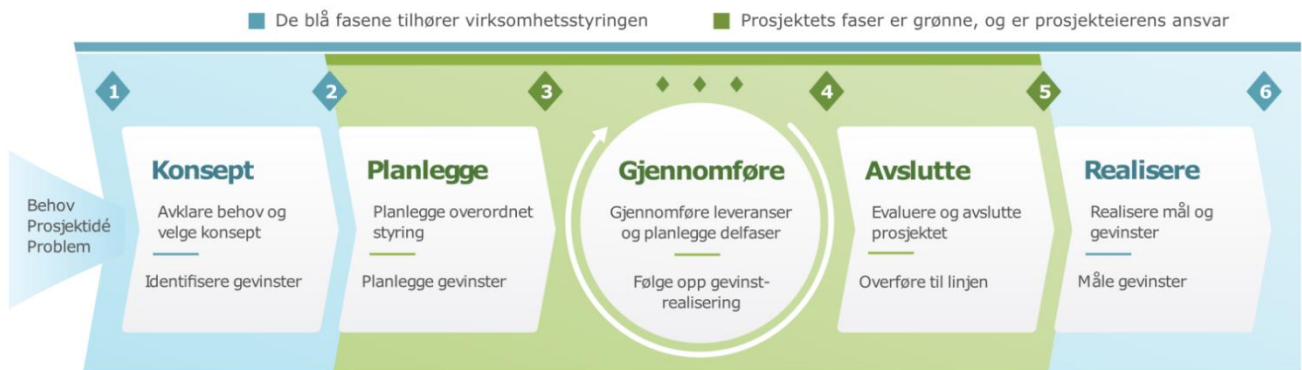 De blå fasene tilhører virksomhetsstyringen
Prosjektets faser er grønne, og er prosjekteierens ansvar
1
2
3
4
5
6
Behov
Prosjektidé
Problem
Konsept
Avklare behov og
velge konsept
Identifisere gevinster
Planlegge
Planlegge overordnet
styring
Planlegge gevinster
Gjennomføre
Gjennomføre leveranser
og planlegge delfaser
Følge opp gevinst-
realisering
Avslutte
Evaluere og avslutte
prosjektet
Overføre til linjen
Realisere
Realisere mål og
gevinster
Måle gevinster